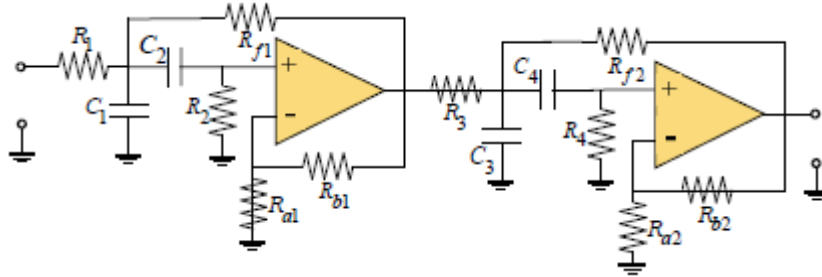 R1
C2
Rf1
+
-
C1
R2
Ra1
Rb1
R3
C4
Rf2
+
-
C3
R4
Ra2
Rb2